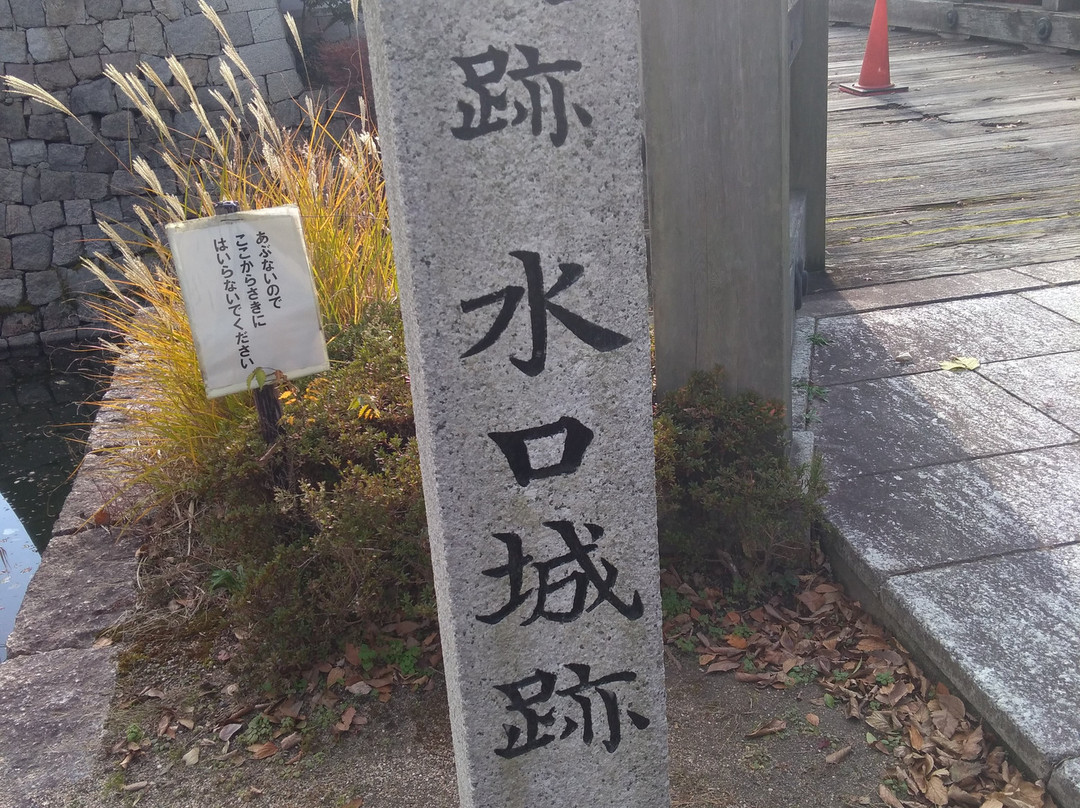 跡 水口城跡
あぶないので
ここからさきに
はいらないでください